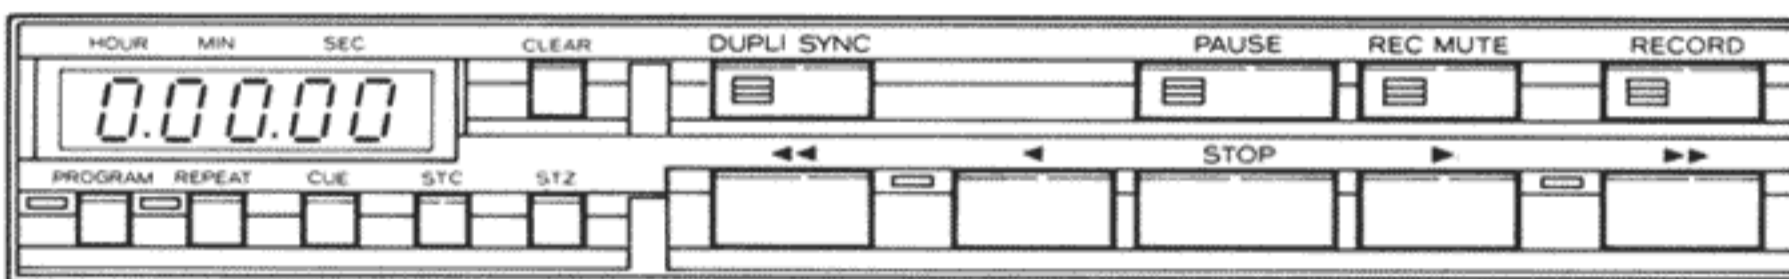 HOUR MIN SEC CLEAR DUPLI SYNC PAUSE REC MUTE RECORD
0.00.00
◀◀ ◀ STOP ▶ ▶▶
PROGRAM REPEAT CUE STC STZ